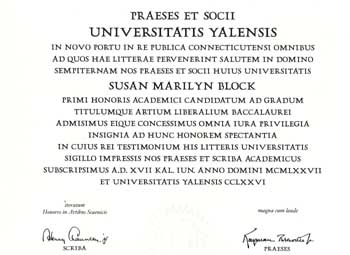 PRAESES ET SOCII
UNIVERSITATIS YALENSIS
IN NOVO PORTU IN RE PUBLICA CONNECTICUTENSI OMNIBUS
AD QUOS HAE LITTERAE PERVENERINT SALUTEM IN DOMINO
SEMPITERNAM NOS PRAESES ET SOCII HUIUS UNIVERSITATIS
SUSAN MARILYN BLOCK
PRIMI HONORIS ACADEMICI CANDIDATUM AD GRADUM
TITULUMQUE ARTIUM LIBERALIUM BACCALAUREI
ADMISIMUS EIQUE CONCESSIMUS OMNIA IURA PRIVILEGIA
INSIGNIA AD HUNC HONOREM SPECTANTIA
IN CUIUS REI TESTIMONIUM HIS LITTERIS UNIVERSITATIS
SIGILLO IMPRESSIS NOS PRAESES ET SCRIBA ACADEMICUS
SUBSCRIPSIMUS A.D. XVII KAL. IUN. ANNO DOMINI MCMLXXVII
ET UNIVERSITATIS YALENSIS CCLXXVI
iteratum
Honores in Artibus Scaenicis
magna cum laude
SCRIBA
PRAESES